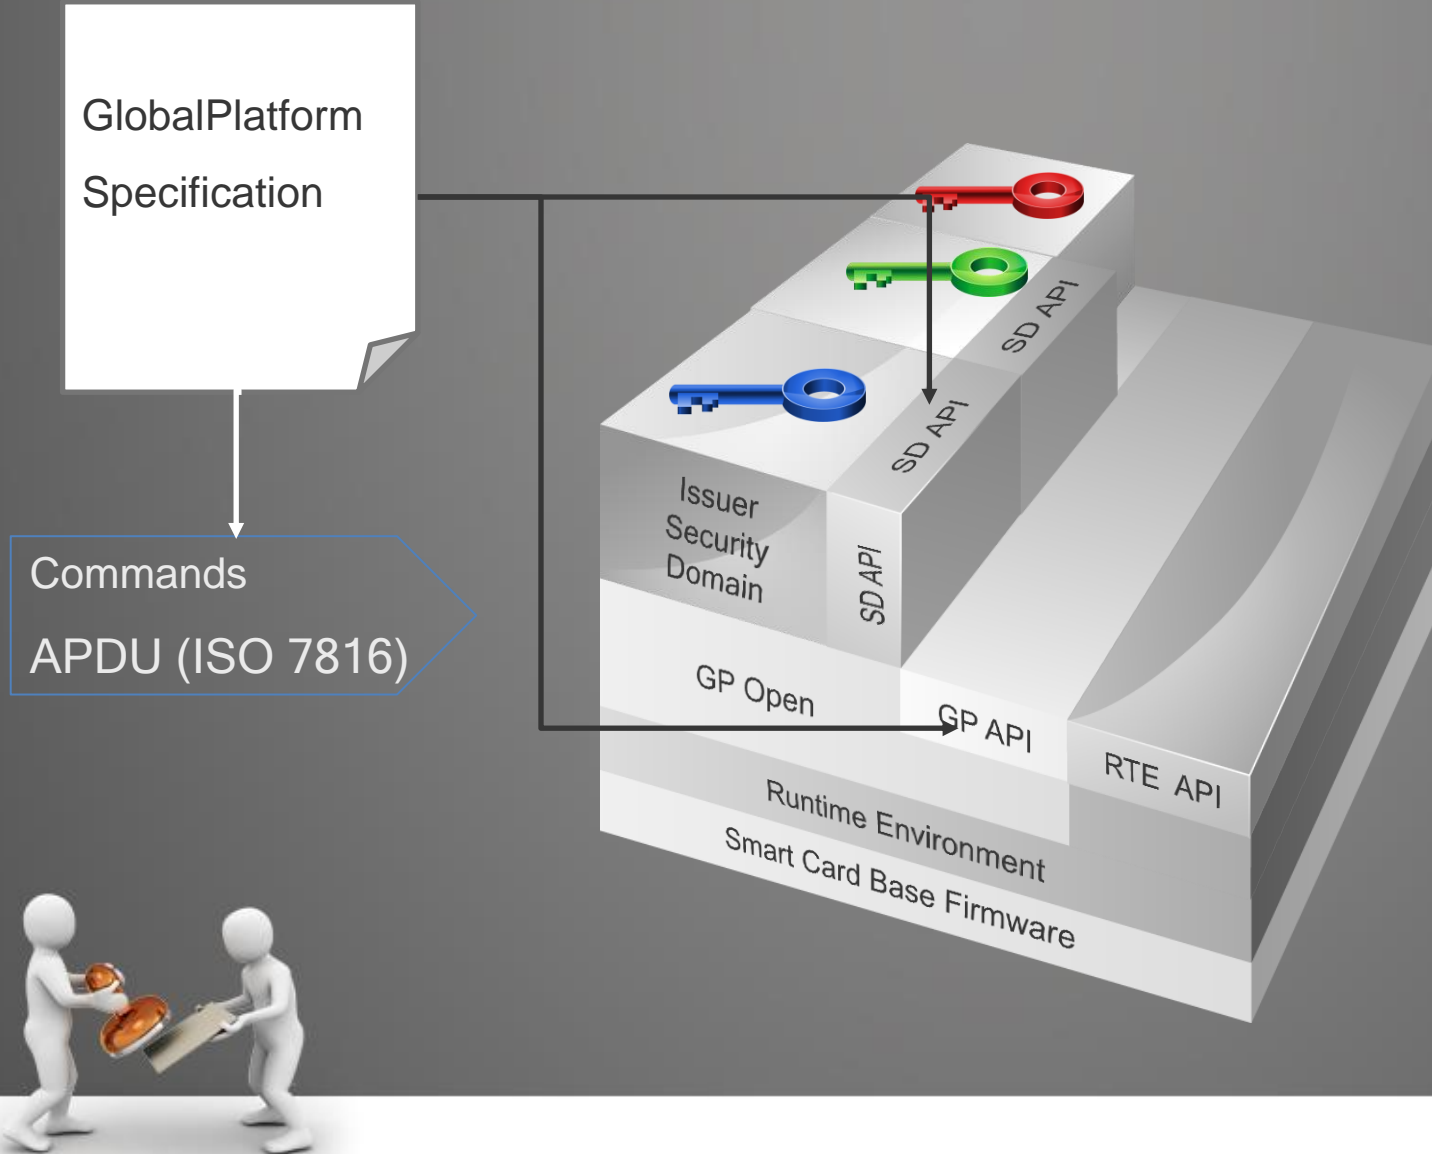 GlobalPlatform
Specification
Commands
APDU (ISO 7816)
SD API
SD API
Issuer
Security
Domain
SD API
GP Open
GP API
RTE API
Runtime Environment
Smart Card Base Firmware